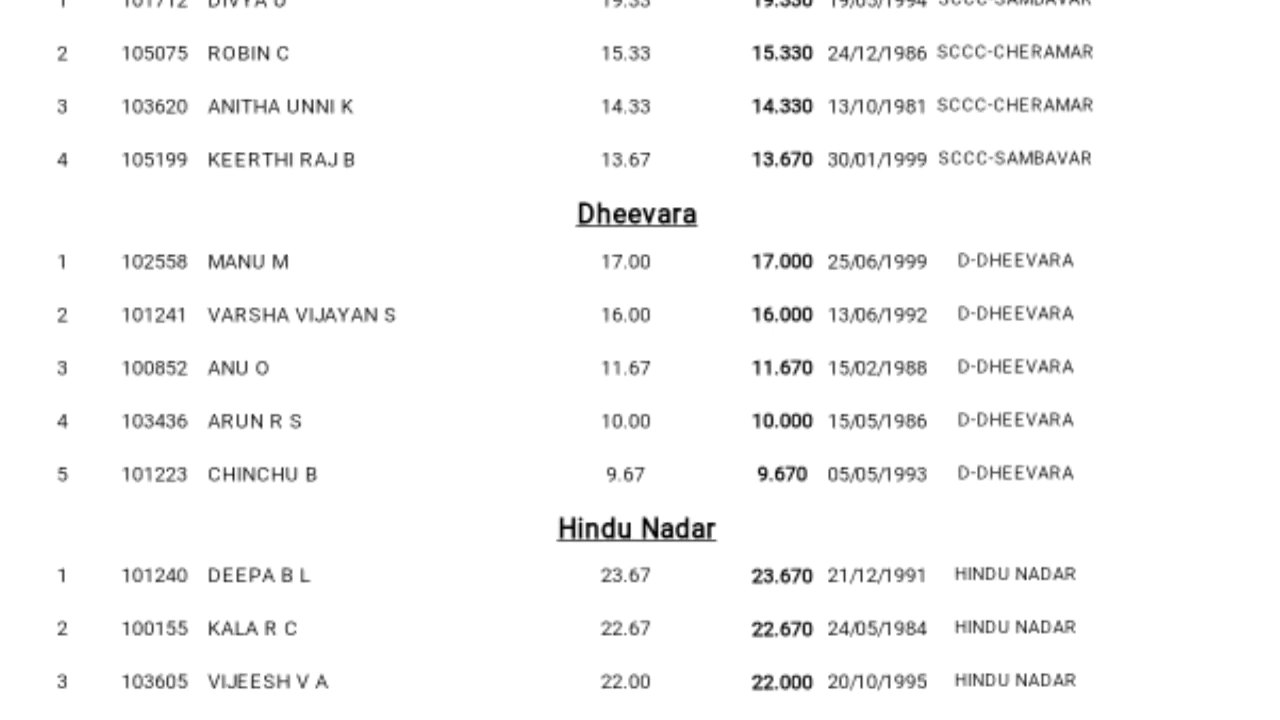 1 101712 DIVYA 19.33 19.330 19/05/1994 SCCC-SAMBAVAR
2 105075 ROBIN C 15.33 15.330 24/12/1986 SCCC-CHERAMAR
3 103620 ANITHA UNNI K 14.33 14.330 13/10/1981 SCCC-CHERAMAR
4 105199 KEERTHI RAJ B 13.67 13.670 30/01/1999 SCCC-SAMBAVAR
Dheevara
1 102558 MANU M 17.00 17.000 25/06/1999 D-DHEEVARA
2 101241 VARSHA VIJAYAN S 16.00 16.000 13/06/1992 D-DHEEVARA
3 100852 ANU O 11.67 11.670 15/02/1988 D-DHEEVARA
4 103436 ARUN R S 10.00 10.000 15/05/1986 D-DHEEVARA
5 101223 CHINCHU B 9.67 9.670 05/05/1993 D-DHEEVARA
Hindu Nadar
1 101240 DEEPA B L 23.67 23.670 21/12/1991 HINDU NADAR
2 100155 KALA R C 22.67 22.670 24/05/1984 HINDU NADAR
3 103605 VIJEESH V A 22.00 22.000 20/10/1995 HINDU NADAR